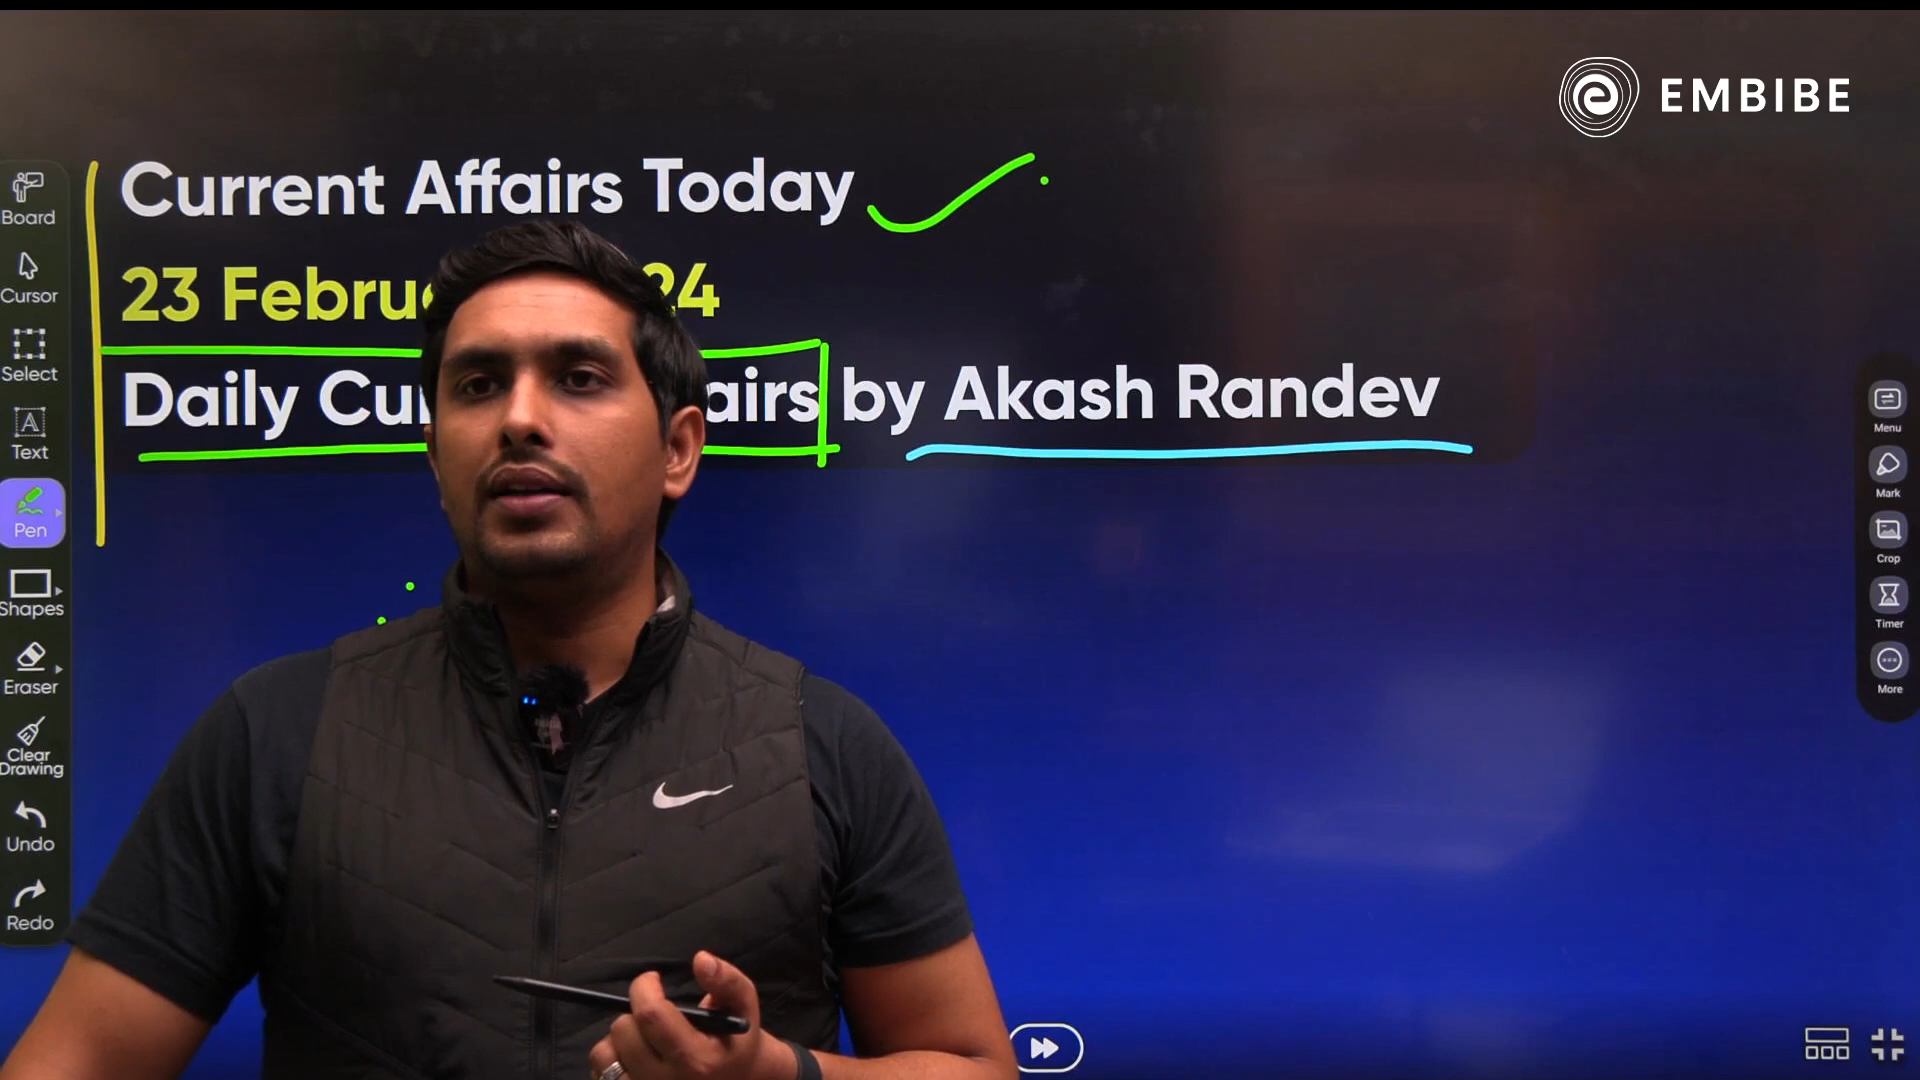 EMBIBE
Current Affairs Today
23 Febru 24
Daily Cu airs by Akash Randev
Board
Cursor
Select
Text
Pen
Shapes
Eraser
Clear
Drawing
Undo
Redo
Menu
Mark
Crop
Timer
More